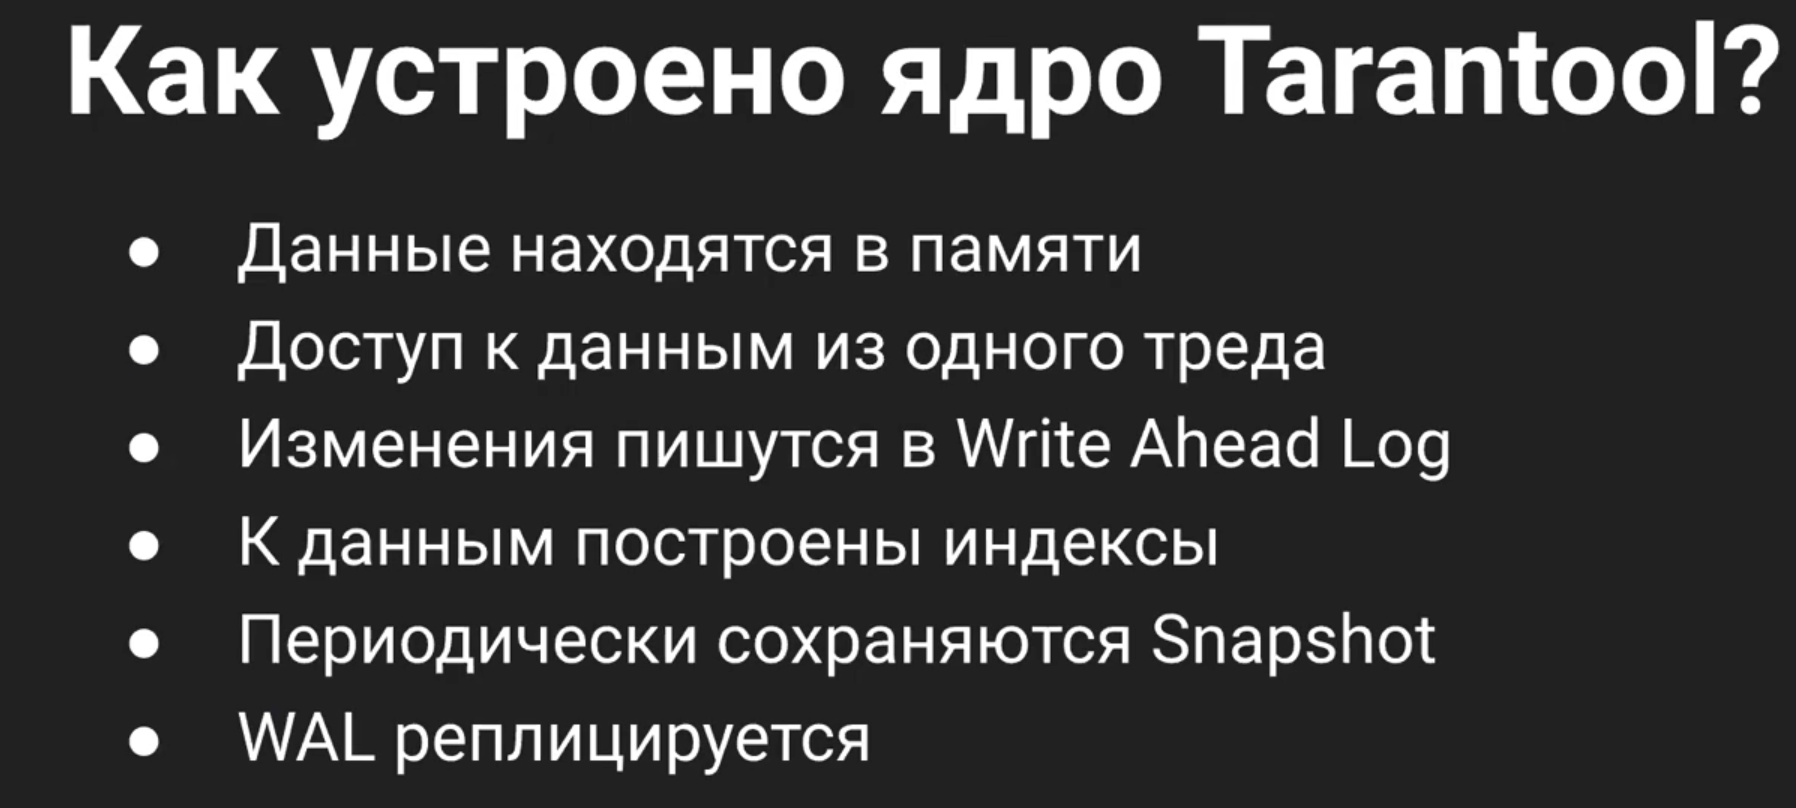 Как устроено ядро Tarantool?
● Данные находятся в памяти
● Доступ к данным из одного треда
● Изменения пишутся в Write Ahead Log
● К данным построены индексы
● Периодически сохраняются Snapshot
● WAL реплицируется